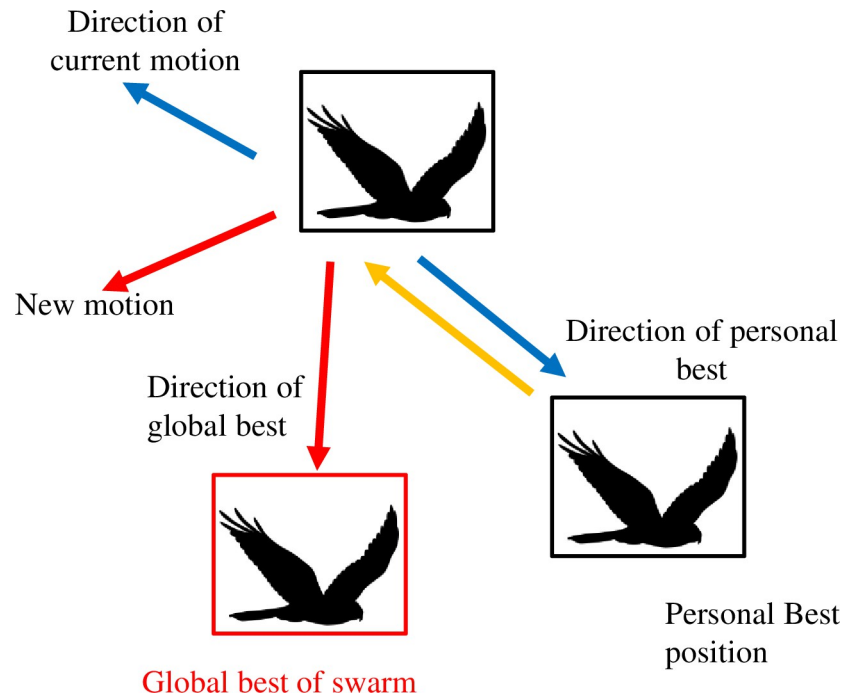 Direction of
current motion
New motion
Direction of personal
best
Direction of
global best
Personal Best
position
Global best of swarm